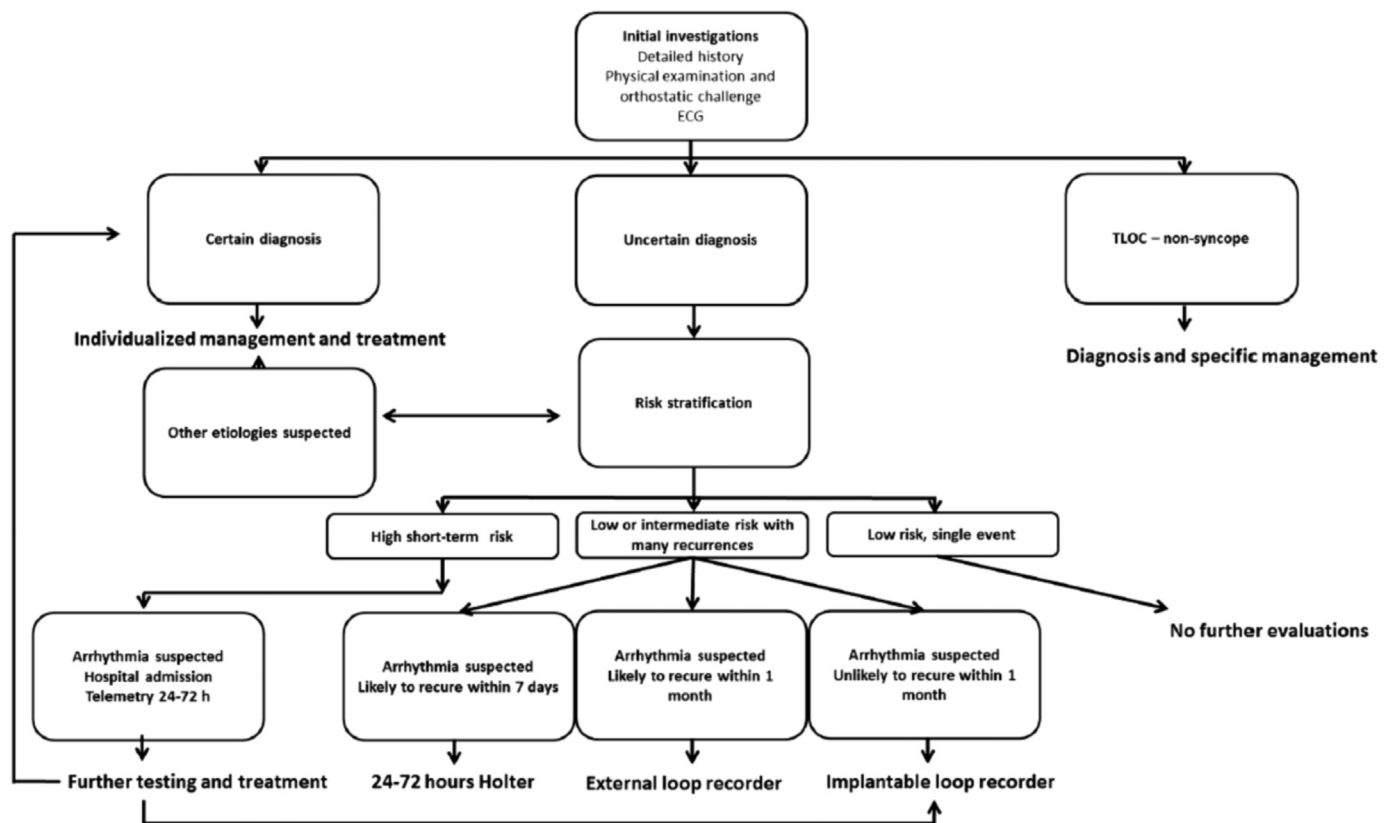 Initial investigations
Detailed history
Physical examination and
orthostatic challenge
ECG
Certain diagnosis
Uncertain diagnosis
TLOC – non-syncope
Individualized management and treatment
Diagnosis and specific management
Other etiologies suspected
Risk stratification
High short-term risk
Low or intermediate risk with
many recurrences
Low risk, single event
Arrhythmia suspected
Hospital admission
Telemetry 24-72 h
Arrhythmia suspected
Likely to recure within 7 days
Arrhythmia suspected
Likely to recure within 1
month
Arrhythmia suspected
Unlikely to recure within 1
month
No further evaluations
Further testing and treatment
24-72 hours Holter
External loop recorder
Implantable loop recorder